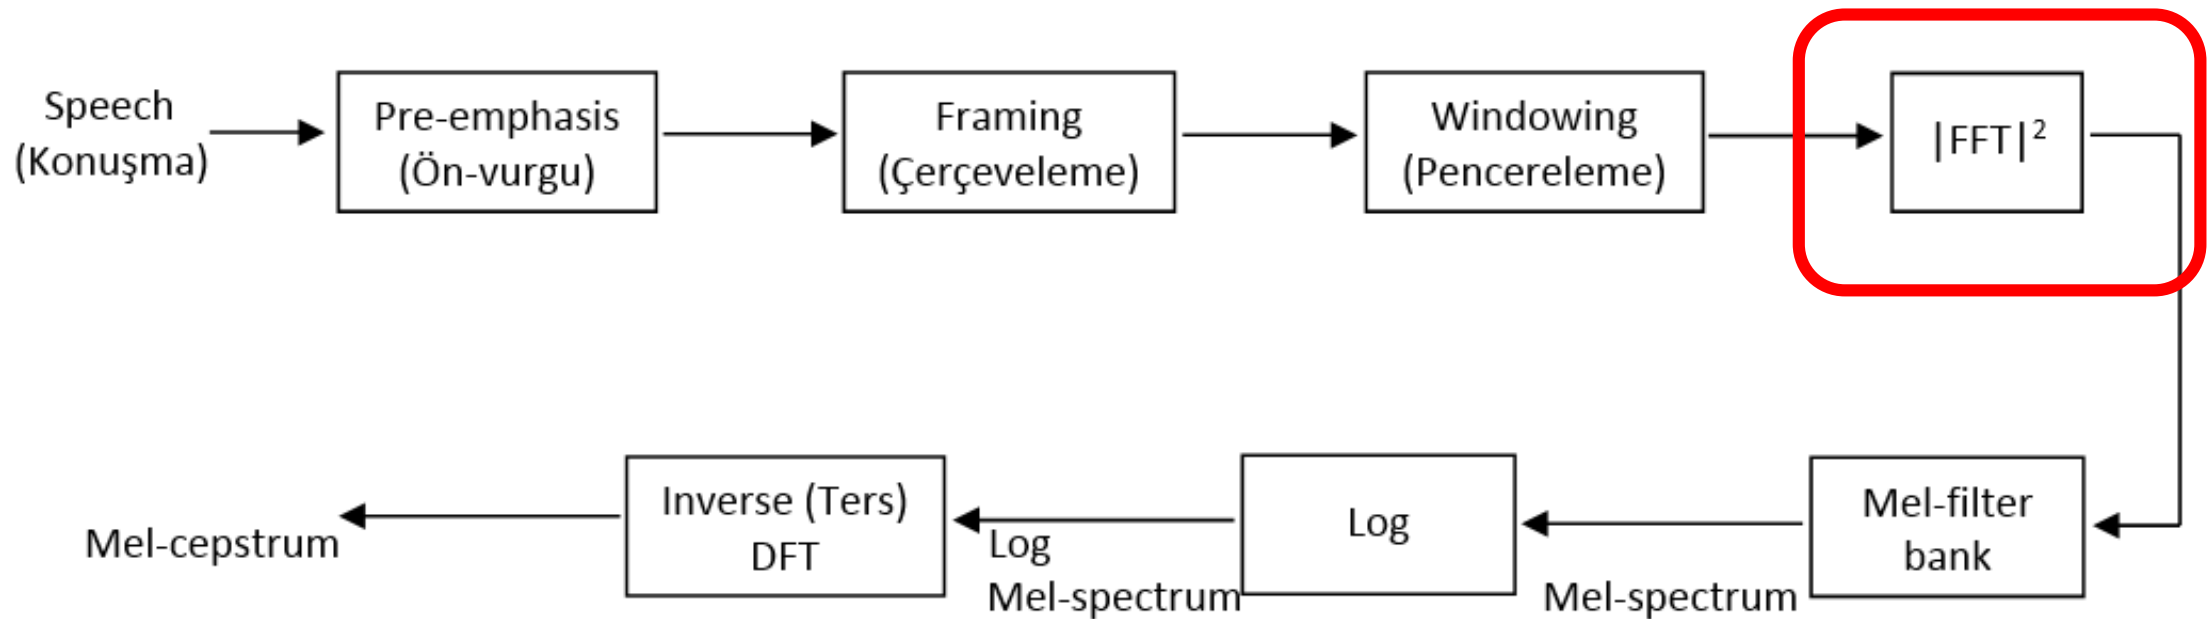 Speech
(Konuşma)
Pre-emphasis
(Ön-vurgu)
Framing
(Çerçeveleme)
Windowing
(Pencereleme)
|FFT|²
Mel-filter
bank
Mel-spectrum
Log
Log
Mel-spectrum
Inverse (Ters)
DFT
Mel-cepstrum